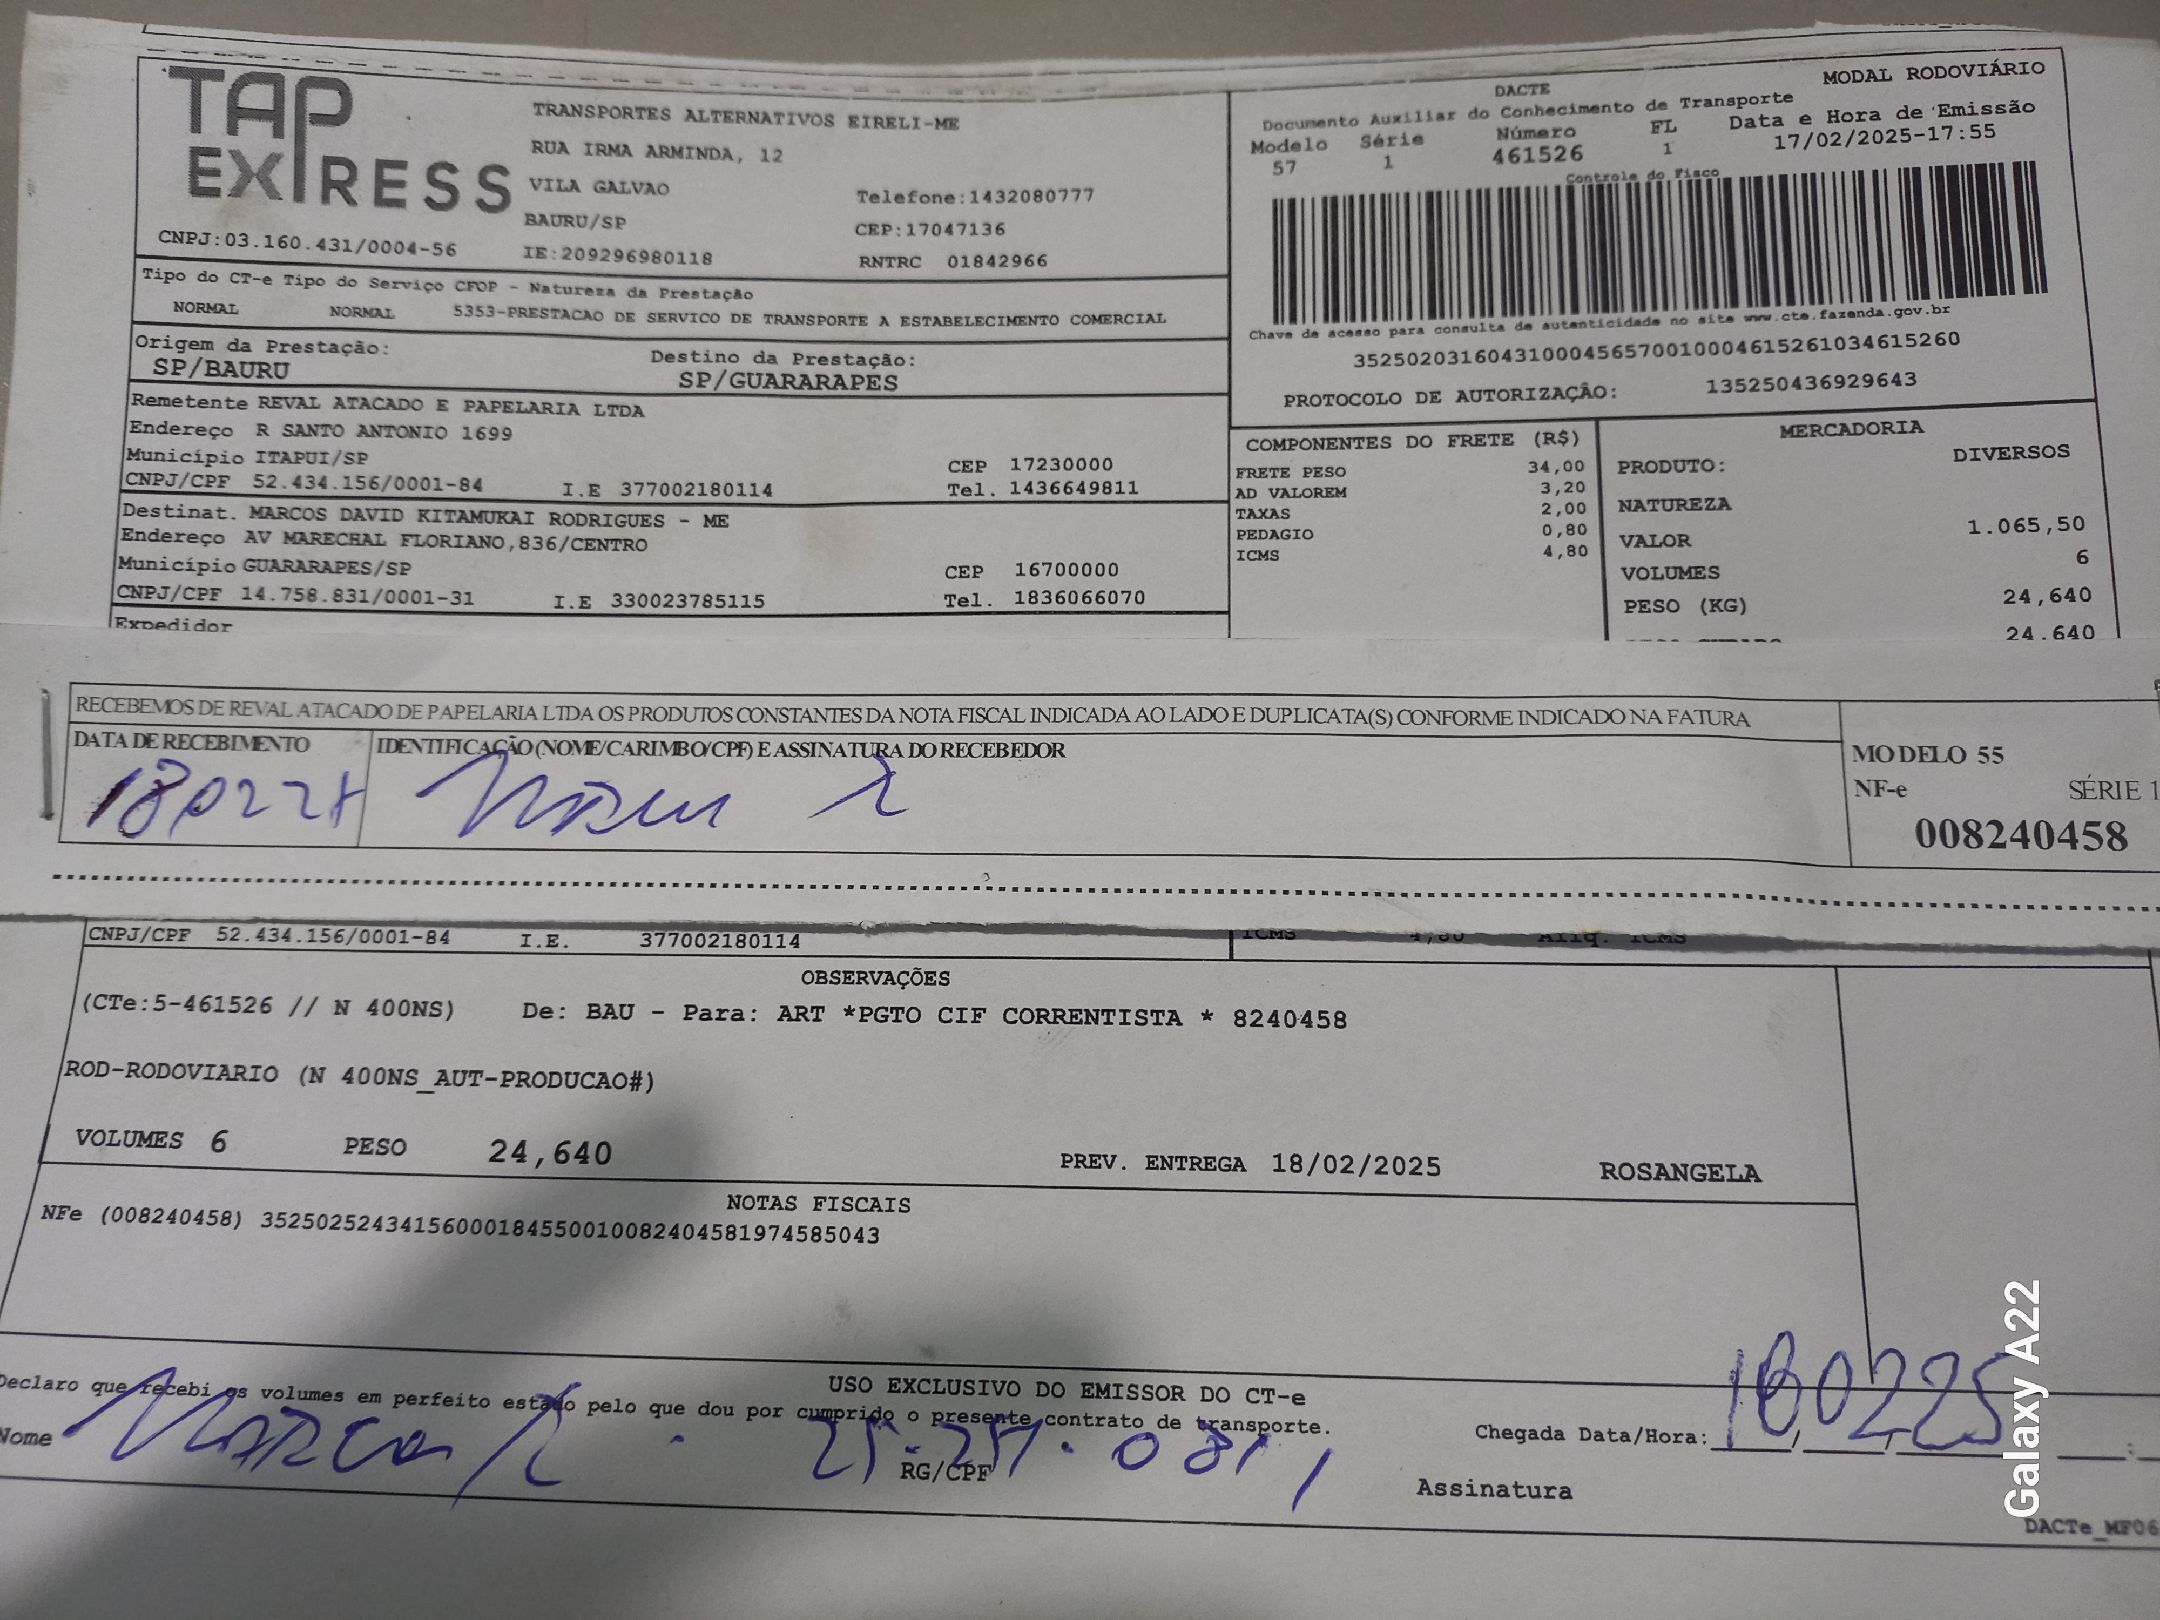 TAP EXPRESS
TRANSPORTES ALTERNATIVOS EIRELI-ME
RUA IRMA ARMINDA, 12
VILA GALVAO Telefone:1432080777
BAURU/SP CEP:17047136
CNPJ:03.160.431/0004-56 IE:209296980118 RNTRC 01842966
DACTE MODAL RODOVIÁRIO
Documento Auxiliar do Conhecimento de Transporte
Modelo Série Número FL Data e Hora de Emissão
57 1 461526 1 17/02/2025-17:55
Controle do Fisco
Chave de acesso para consulta de autenticidade no site www.cte.fazenda.gov.br
35250203160431000456570010004615261034615260
PROTOCOLO DE AUTORIZAÇÃO: 135250436929643
Tipo do CT-e Tipo do Serviço CFOP - Natureza da Prestação
NORMAL NORMAL 5353-PRESTACAO DE SERVICO DE TRANSPORTE A ESTABELECIMENTO COMERCIAL
Origem da Prestação: Destino da Prestação:
SP/BAURU SP/GUARARAPES
Remetente REVAL ATACADO E PAPELARIA LTDA
Endereço R SANTO ANTONIO 1699
Município ITAPUI/SP CEP 17230000
CNPJ/CPF 52.434.156/0001-84 I.E 377002180114 Tel. 1436649811
Destinat. MARCOS DAVID KITAMUKAI RODRIGUES - ME
Endereço AV MARECHAL FLORIANO,836/CENTRO
Município GUARARAPES/SP CEP 16700000
CNPJ/CPF 14.758.831/0001-31 I.E 330023785115 Tel. 1836066070
Expedidor
COMPONENTES DO FRETE (R$)
FRETE PESO 34,00
AD VALOREM 3,20
TAXAS 2,00
PEDAGIO 0,80
ICMS 4,80
MERCADORIA
PRODUTO: DIVERSOS
NATUREZA
VALOR 1.065,50
VOLUMES 6
PESO (KG) 24,640
24.640
RECEBEMOS DE REVAL ATACADO DE PAPELARIA LTDA OS PRODUTOS CONSTANTES DA NOTA FISCAL INDICADA AO LADO E DUPLICATA(S) CONFORME INDICADO NA FATURA
DATA DE RECEBIMENTO IDENTIFICAÇÃO (NOME/CARIMBO/CPF) E ASSINATURA DO RECEBEDOR
MODELO 55
NF-e SÉRIE 1
008240458
CNPJ/CPF 52.434.156/0001-84 I.E. 377002180114 ICMS 4,80 Aliq. ICMS
OBSERVAÇÕES
(CTe:5-461526 // N 400NS) De: BAU - Para: ART *PGTO CIF CORRENTISTA * 8240458
ROD-RODOVIARIO (N 400NS_AUT-PRODUCAO#)
VOLUMES 6 PESO 24,640 PREV. ENTREGA 18/02/2025 ROSANGELA
NOTAS FISCAIS
NFe (008240458) 35250252434156000184550010082404581974585043
USO EXCLUSIVO DO EMISSOR DO CT-e
Declaro que recebi os volumes em perfeito estado pelo que dou por cumprido o presente contrato de transporte.
Nome RG/CPF Chegada Data/Hora: 180225
Assinatura
DACTe_MF06
Galaxy A22